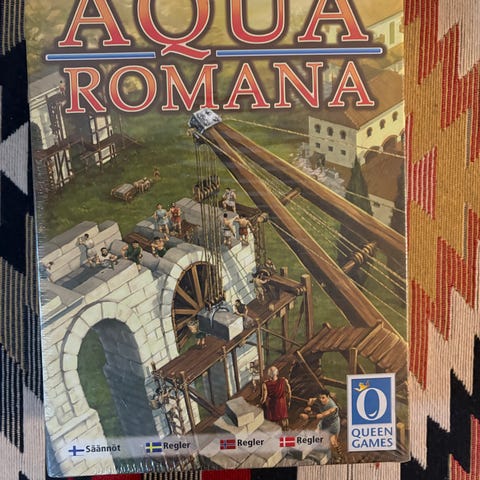 AQUA
ROMANA
Säännöt Regler Regler Regler
QUEEN
GAMES